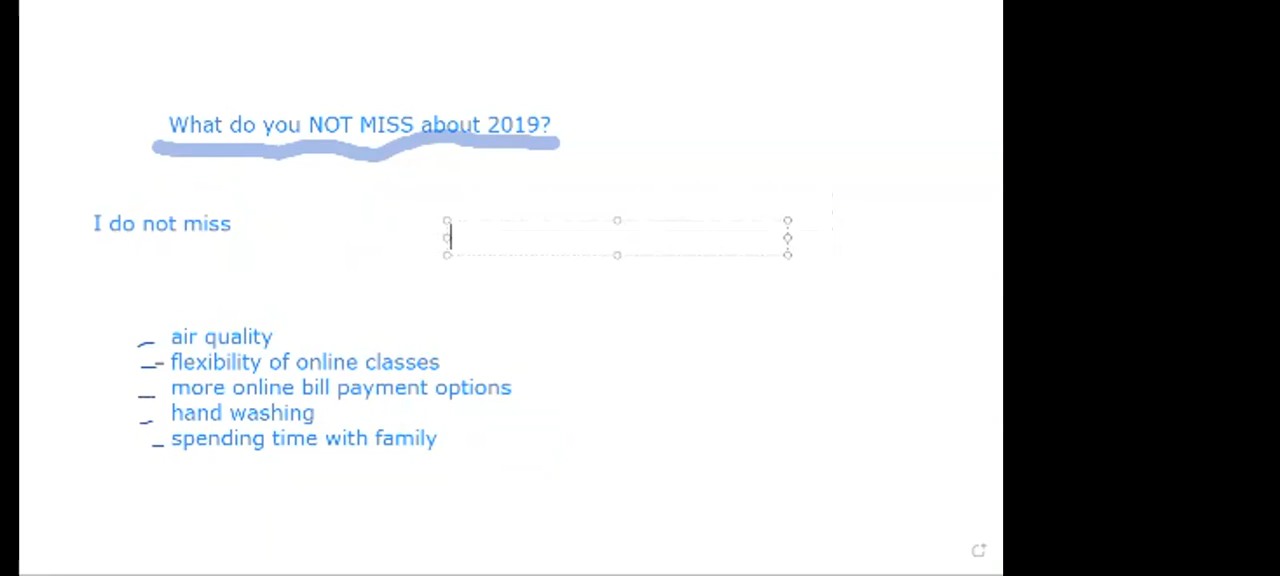 What do you NOT MISS about 2019?
I do not miss
_ air quality
_- flexibility of online classes
_ more online bill payment options
_ hand washing
_ spending time with family